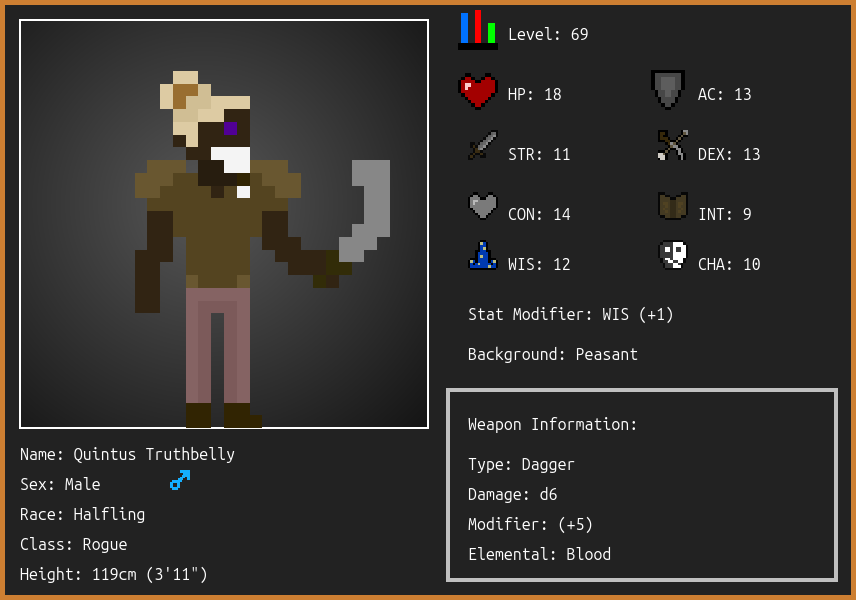 Level: 69
HP: 18
AC: 13
STR: 11
DEX: 13
CON: 14
INT: 9
WIS: 12
CHA: 10
Stat Modifier: WIS (+1)
Background: Peasant
Weapon Information:
Type: Dagger
Damage: d6
Modifier: (+5)
Elemental: Blood
Name: Quintus Truthbelly
Sex: Male
Race: Halfling
Class: Rogue
Height: 119cm (3'11")